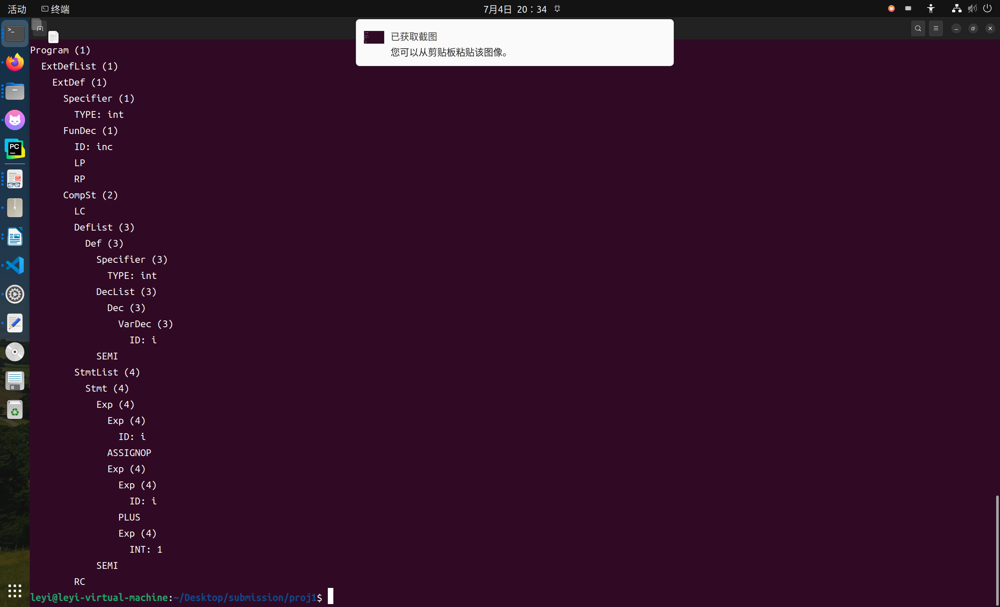 活动 终端 7月4日 20：34
已获取截图
您可以从剪贴板粘贴该图像。
Program (1)
ExtDefList (1)
ExtDef (1)
Specifier (1)
TYPE: int
FunDec (1)
ID: inc
LP
RP
CompSt (2)
LC
DefList (3)
Def (3)
Specifier (3)
TYPE: int
DecList (3)
Dec (3)
VarDec (3)
ID: i
SEMI
StmtList (4)
Stmt (4)
Exp (4)
Exp (4)
ID: i
ASSIGNOP
Exp (4)
Exp (4)
ID: i
PLUS
Exp (4)
INT: 1
SEMI
RC
leyi@leyi-virtual-machine:~/Desktop/submission/proj1$
PC